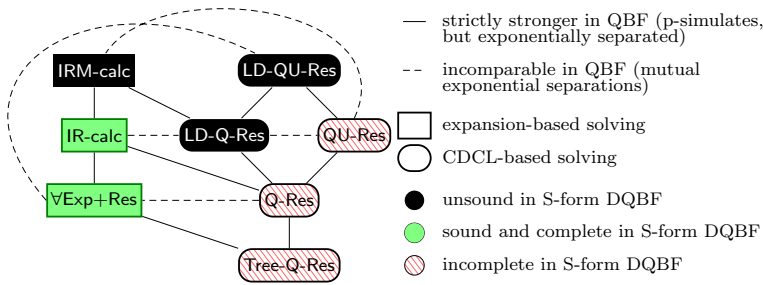 IRM-calc
LD-QU-Res
IR-calc
LD-Q-Res
QU-Res
∀Exp+Res
Q-Res
Tree-Q-Res
strictly stronger in QBF (p-simulates,
but exponentially separated)
incomparable in QBF (mutual
exponential separations)
expansion-based solving
CDCL-based solving
unsound in S-form DQBF
sound and complete in S-form DQBF
incomplete in S-form DQBF